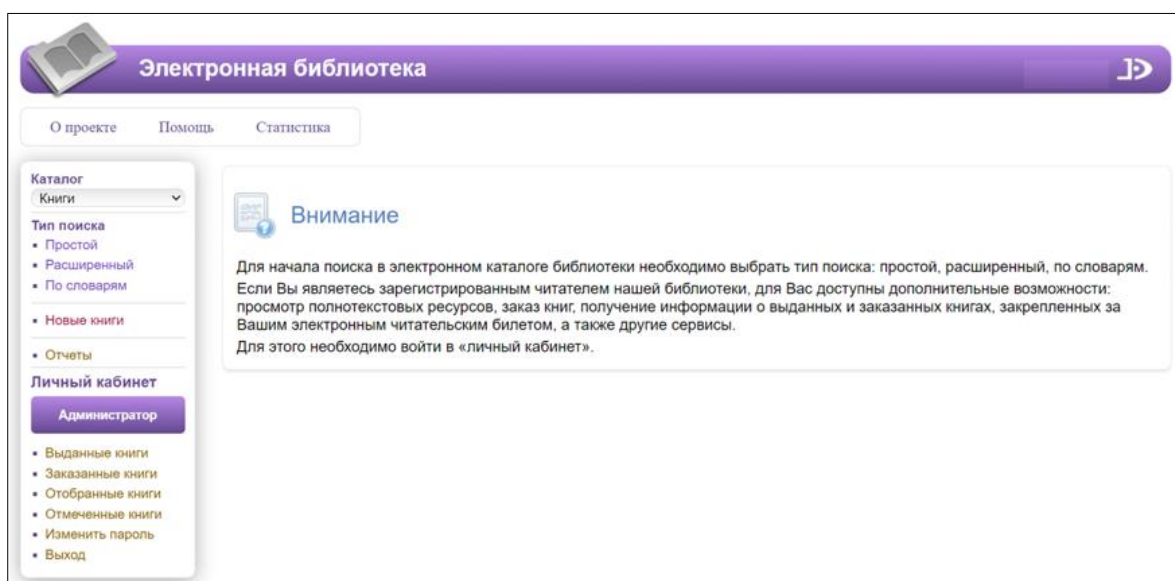 Электронная библиотека
О проекте Помощь Статистика
Каталог
Книги
Тип поиска
Простой
Расширенный
По словарям
Новые книги
Отчеты
Личный кабинет
Администратор
Выданные книги
Заказанные книги
Отобранные книги
Отмеченные книги
Изменить пароль
Выход
Внимание
Для начала поиска в электронном каталоге библиотеки необходимо выбрать тип поиска: простой, расширенный, по словарям.
Если Вы являетесь зарегистрированным читателем нашей библиотеки, для Вас доступны дополнительные возможности:
просмотр полнотекстовых ресурсов, заказ книг, получение информации о выданных и заказанных книгах, закрепленных за
Вашим электронным читательским билетом, а также другие сервисы.
Для этого необходимо войти в «личный кабинет».